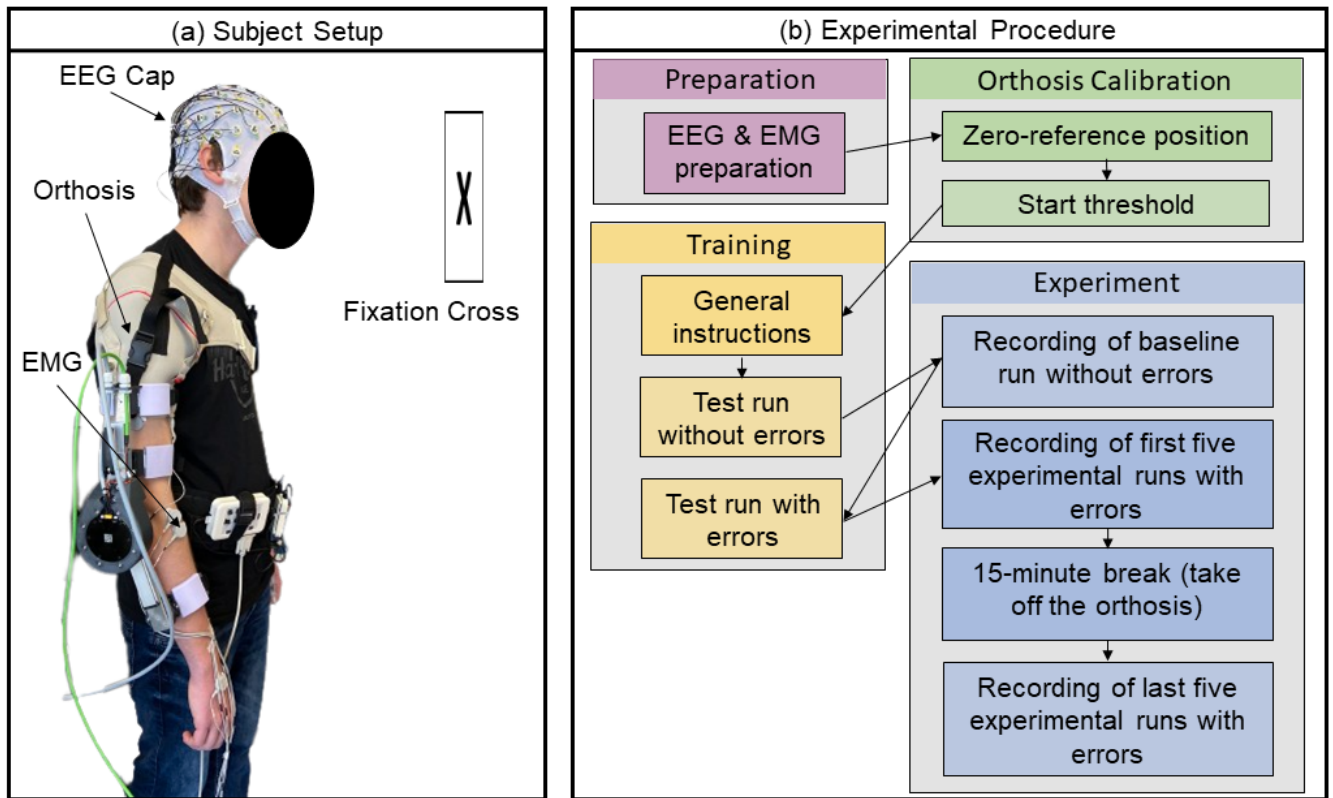 (a) Subject Setup
EEG Cap
Orthosis
EMG
Fixation Cross
(b) Experimental Procedure
Preparation
EEG & EMG
preparation
Orthosis Calibration
Zero-reference position
Start threshold
Training
General
instructions
Test run
without errors
Test run with
errors
Experiment
Recording of baseline
run without errors
Recording of first five
experimental runs with
errors
15-minute break (take
off the orthosis)
Recording of last five
experimental runs with
errors